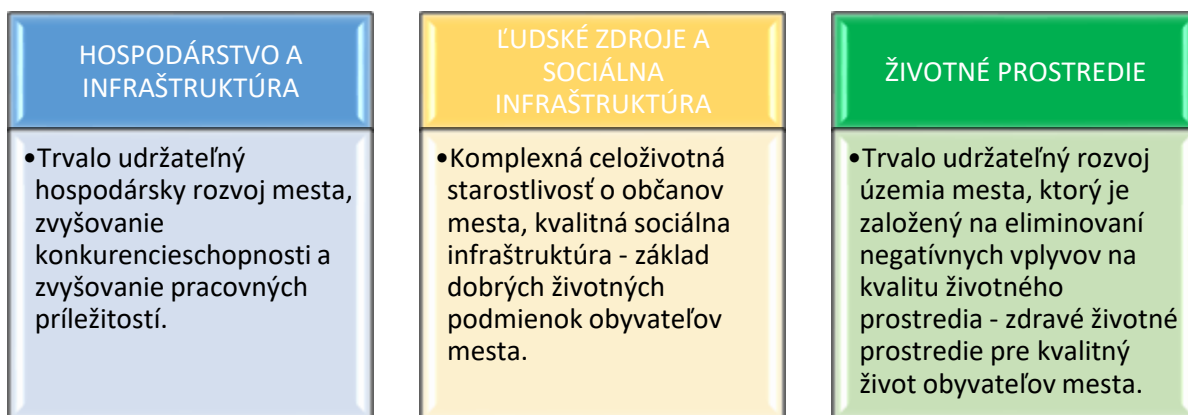 HOSPODÁRSTVO A
INFRAŠTRUKTÚRA
•Trvalo udržateľný
hospodársky rozvoj mesta,
zvyšovanie
konkurencieschopnosti a
zvyšovanie pracovných
príležitostí.
ĽUDSKÉ ZDROJE A
SOCIÁLNA
INFRAŠTRUKTÚRA
•Komplexná celoživotná
starostlivosť o občanov
mesta, kvalitná sociálna
infraštruktúra - základ
dobrých životných
podmienok obyvateľov
mesta.
ŽIVOTNÉ PROSTREDIE
•Trvalo udržateľný rozvoj
územia mesta, ktorý je
založený na eliminovaní
negatívnych vplyvov na
kvalitu životného
prostredia - zdravé životné
prostredie pre kvalitný
život obyvateľov mesta.